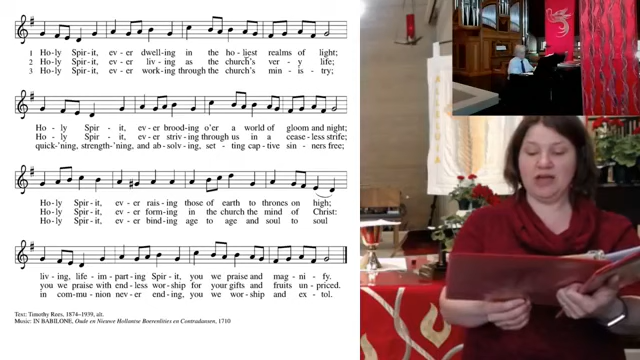 1 Ho - ly Spir - it, ev - er dwell - ing in the ho - liest realms of light;
2 Ho - ly Spir - it, ev - er liv - ing as the church's ver - y life;
3 Ho - ly Spir - it, ev - er work - ing through the church's min - is - try;
Ho - ly Spir - it, ev - er brood - ing o'er a world of gloom and night;
Ho - ly Spir - it, ev - er striv - ing through us in a cease - less strife;
quick - 'ning, strength - 'ning, and ab - solv - ing, set - ting cap - tive sin - ners free;
Ho - ly Spir - it, ev - er rais - ing those of earth to thrones on high;
Ho - ly Spir - it, ev - er form - ing in the church the mind of Christ:
Ho - ly Spir - it, ev - er bind - ing age to age and soul to soul
liv - ing, life - im - part - ing Spir - it, you we praise and mag - ni - fy.
you we praise with end - less wor - ship for your gifts and fruits un - priced.
in com - mu - nion nev - er end - ing, you we wor - ship and ex - tol.
Text: Timothy Rees, 1874–1939, alt.
Music: IN BABILONE, Oude en Nieuwe Hollantse Boerenlities en Contradansen, 1710
ALLELUIA